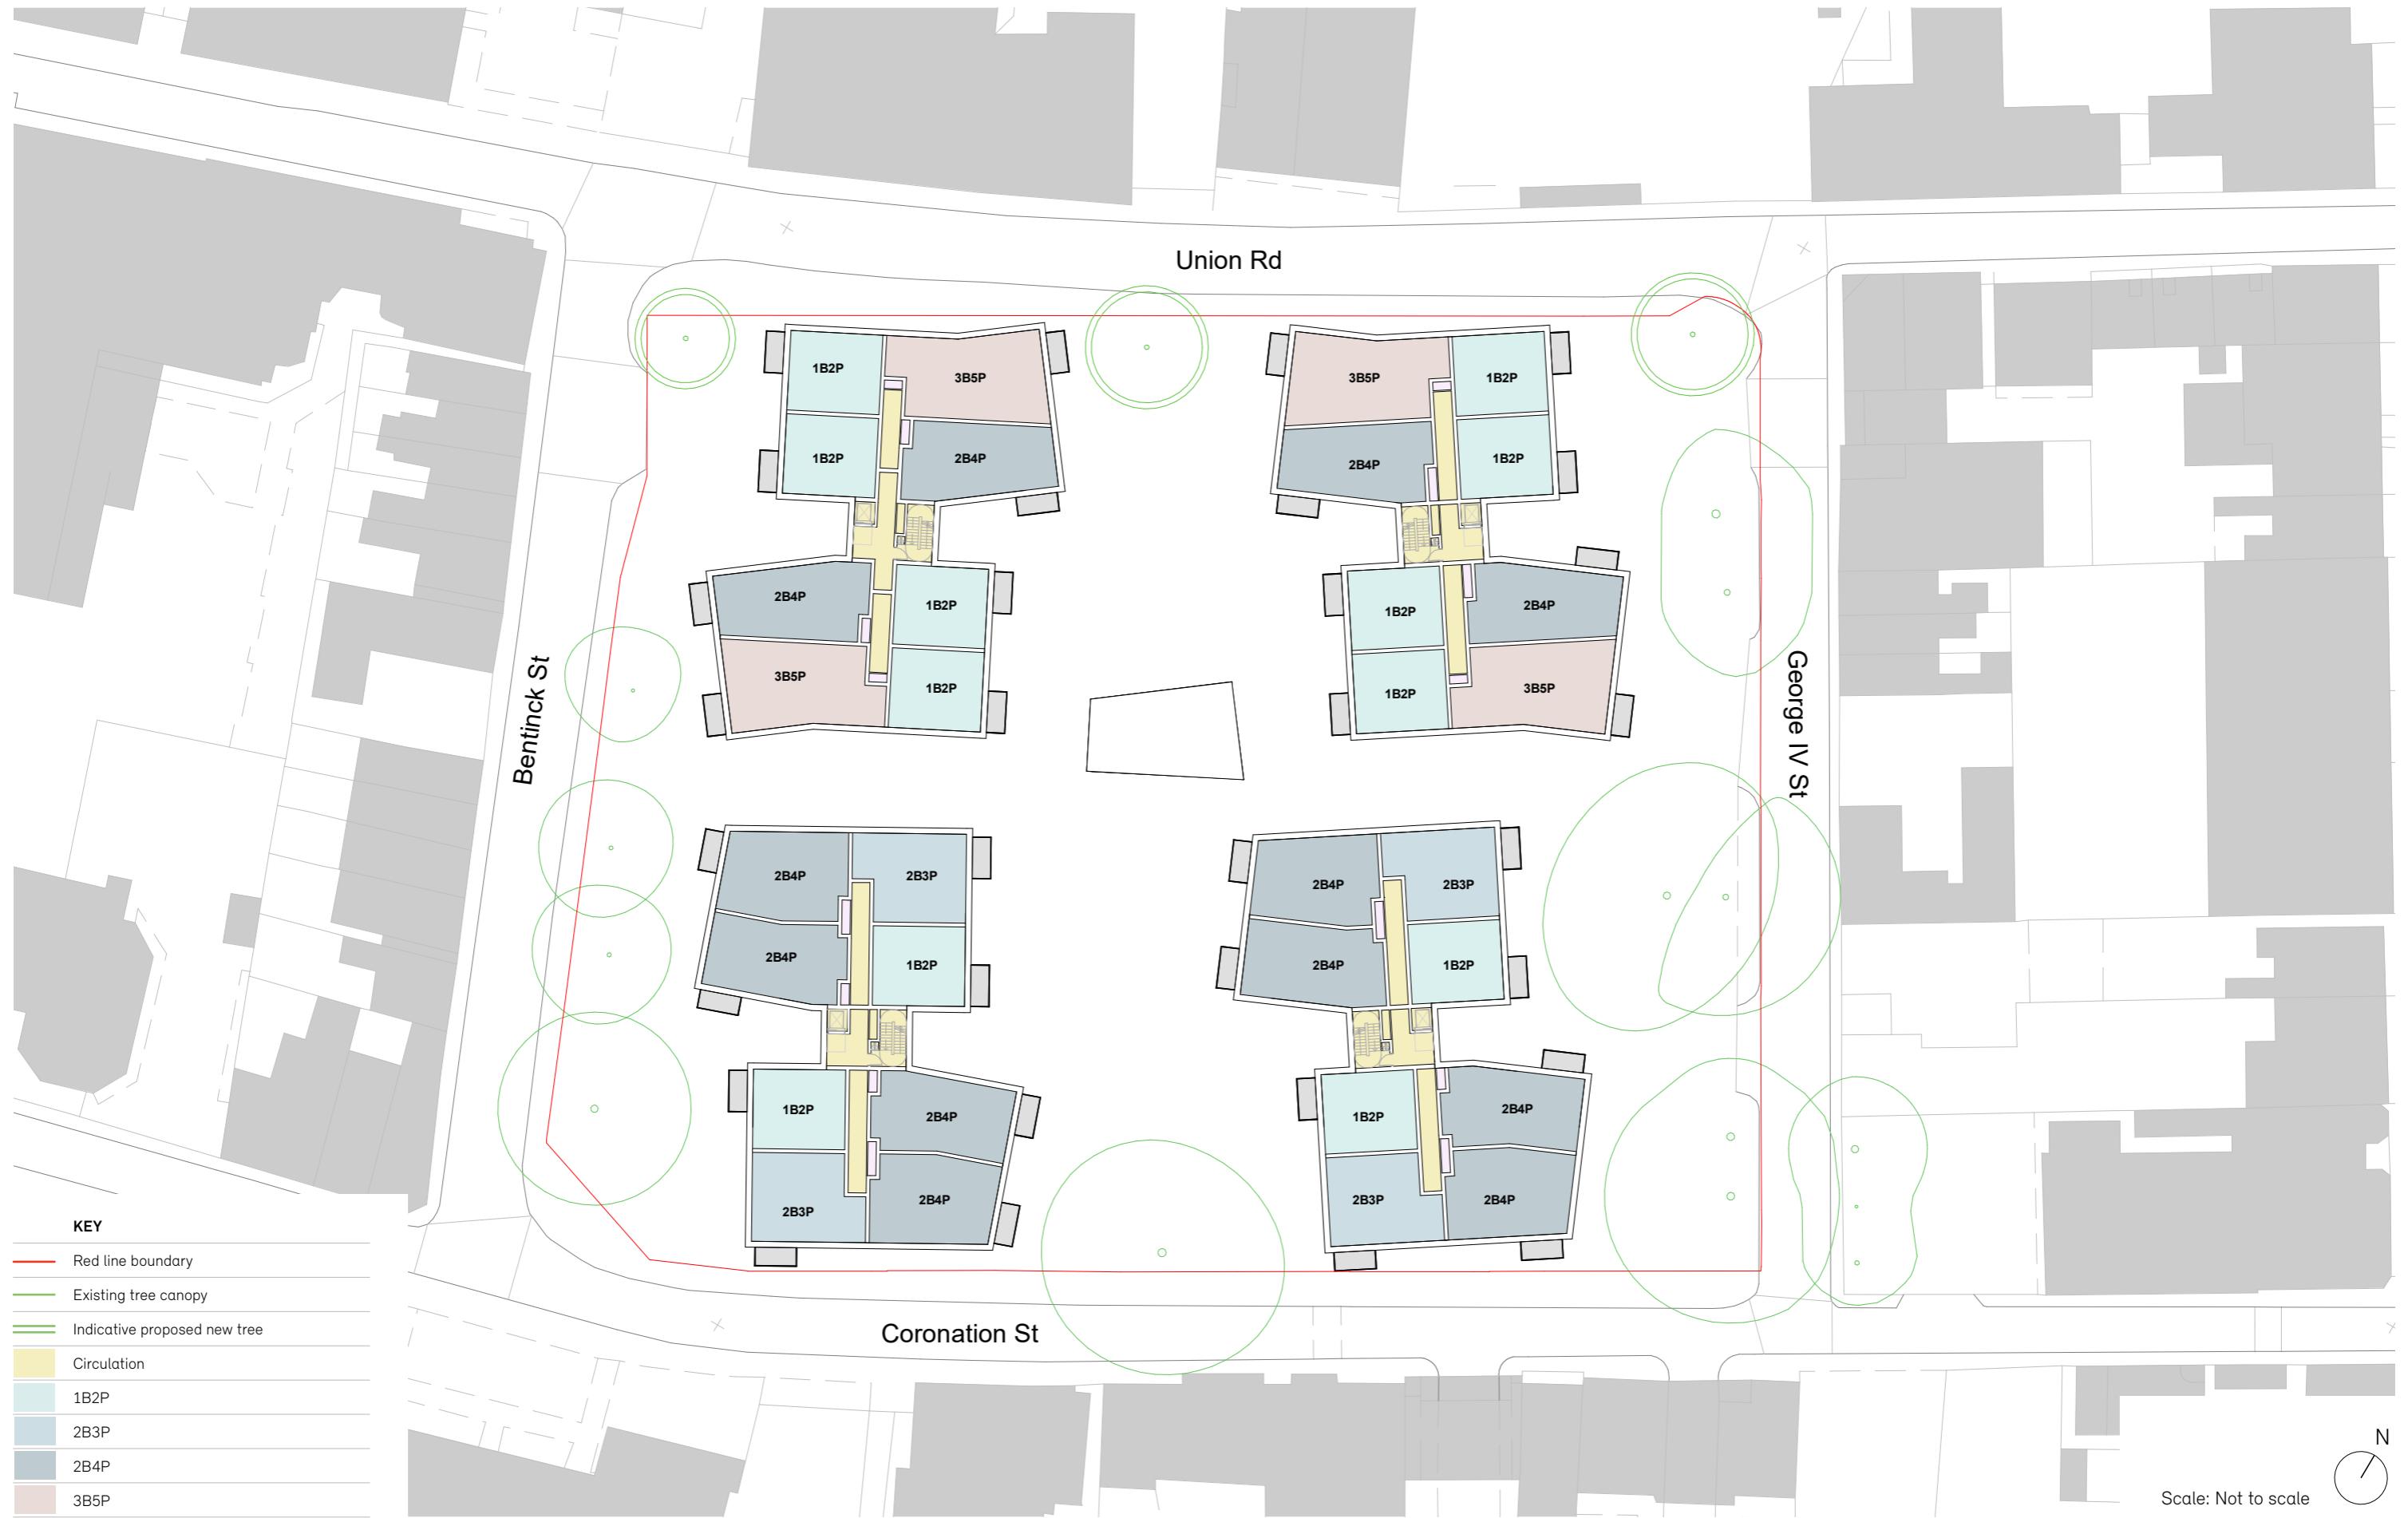 Union Rd
1B2P
3B5P
1B2P
2B4P
3B5P
1B2P
2B4P
1B2P
2B4P
1B2P
3B5P
1B2P
1B2P
2B4P
1B2P
3B5P
Bentinck St
George IV St
2B4P
2B3P
2B4P
1B2P
2B4P
2B3P
2B4P
1B2P
1B2P
2B4P
2B3P
2B4P
1B2P
2B4P
2B3P
2B4P
Coronation St
KEY
Red line boundary
Existing tree canopy
Indicative proposed new tree
Circulation
1B2P
2B3P
2B4P
3B5P
N
Scale: Not to scale